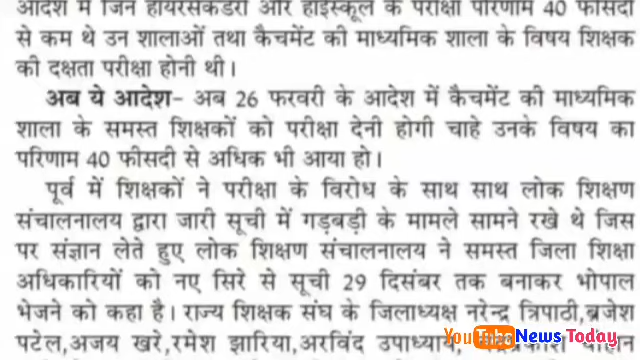 आदेश में जिन हायरसेकंडरी और हाईस्कूल के परीक्षा परिणाम 40 फीसदी
से कम थे उन शालाओं तथा कैचमेंट की माध्यमिक शाला के विषय शिक्षक
की दक्षता परीक्षा होनी थी।
अब ये आदेश- अब 26 फरवरी के आदेश में कैचमेंट की माध्यमिक
शाला के समस्त शिक्षकों को परीक्षा देनी होगी चाहे उनके विषय का
परिणाम 40 फीसदी से अधिक भी आया हो।
पूर्व में शिक्षकों ने परीक्षा के विरोध के साथ साथ लोक शिक्षण
संचालनालय द्वारा जारी सूची में गड़बड़ी के मामले सामने रखे थे जिस
पर संज्ञान लेते हुए लोक शिक्षण संचालनालय ने समस्त जिला शिक्षा
अधिकारियों को नए सिरे से सूची 29 दिसंबर तक बनाकर भोपाल
भेजने को कहा है। राज्य शिक्षक संघ के जिलाध्यक्ष नरेन्द्र त्रिपाठी,ब्रजेश
पटेल,अजय खरे,रमेश झारिया,अरविंद उपाध्याय चौहान
YouTube News Today